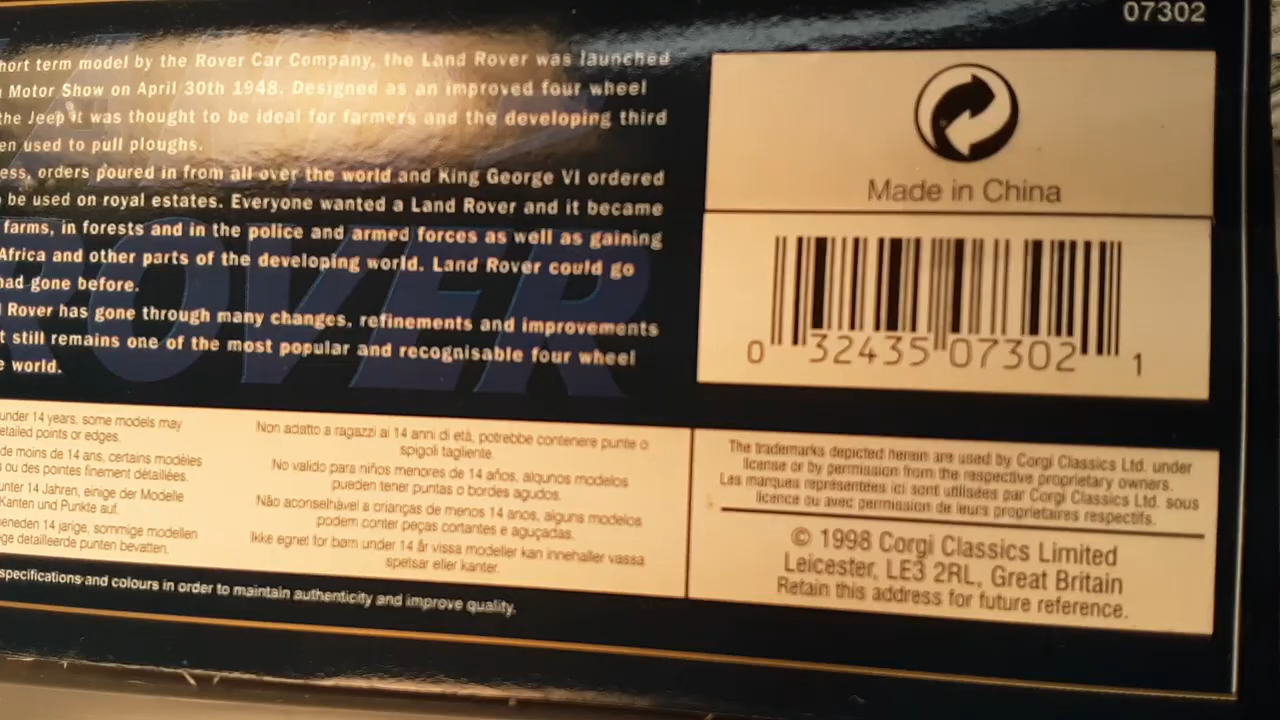 07302
hort term model by the Rover Car Company, the Land Rover was launched
Motor Show on April 30th 1948. Designed as an improved four wheel
the Jeep it was thought to be ideal for farmers and the developing third
en used to pull ploughs.
ess, orders poured in from all over the world and King George VI ordered
be used on royal estates. Everyone wanted a Land Rover and it became
farms, in forests and in the police and armed forces as well as gaining
Africa and other parts of the developing world. Land Rover could go
had gone before.
Rover has gone through many changes, refinements and improvements
t still remains one of the most popular and recognisable four wheel
e world.
ROVER
Made in China
0 32435 07302 1
under 14 years, some models may
etailed points or edges.
de moins de 14 ans, certains modèles
s ou des pointes finement détaillées.
unter 14 Jahren, einige der Modelle
Kanten und Punkte auf.
eneden 14 jarige, sommige modellen
ge detailleerde punten bevatten.
Non adatto a ragazzi ai 14 anni di età, potrebbe contenere punte o
spigoli tagliente.
No valido para niños menores de 14 años, algunos modelos
pueden tener puntas o bordes agudos.
Não aconselhável a crianças de menos 14 anos, alguns modelos
podem conter peças cortantes e aguçadas.
Ikke egnet for børn under 14 år vissa modeller kan innehaller vassa
spetsar eller kanter.
The trademarks depicted herein are used by Corgi Classics Ltd. under
license or by permission from the respective proprietary owners.
Les marques représentées ici sont utilisées par Corgi Classics Ltd. sous
licence ou avec permission de leurs propriétaires respectifs.
© 1998 Corgi Classics Limited
Leicester, LE3 2RL, Great Britain
Retain this address for future reference.
specifications and colours in order to maintain authenticity and improve quality.